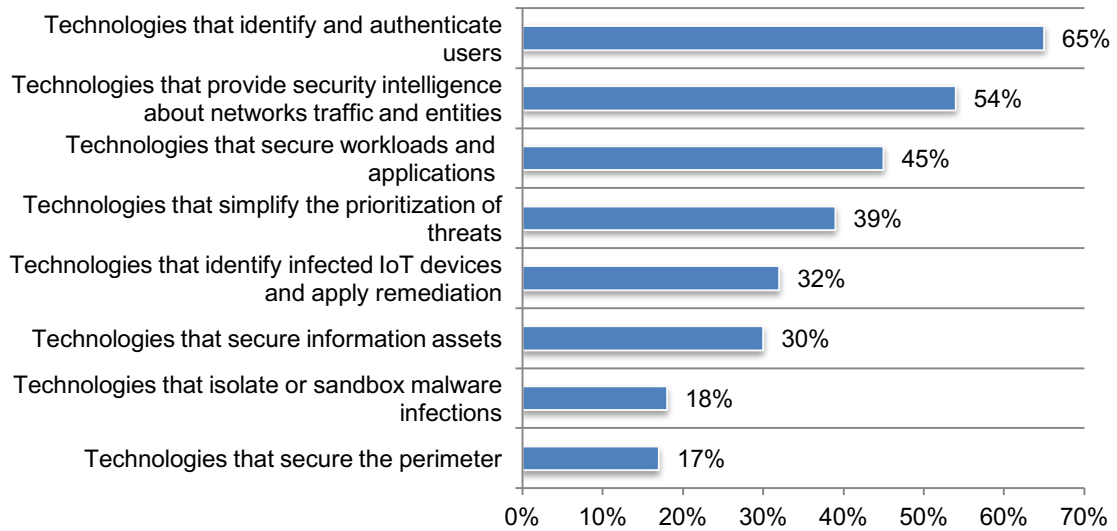 Technologies that identify and authenticate
users
65%
Technologies that provide security intelligence
about networks traffic and entities
54%
Technologies that secure workloads and
applications
45%
Technologies that simplify the prioritization of
threats
39%
Technologies that identify infected IoT devices
and apply remediation
32%
Technologies that secure information assets
30%
Technologies that isolate or sandbox malware
infections
18%
Technologies that secure the perimeter
17%
0% 10% 20% 30% 40% 50% 60% 70%